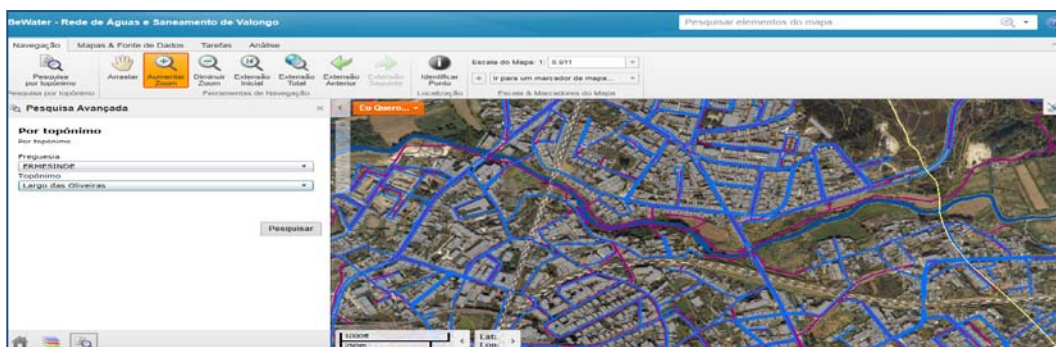 BeWater - Rede de Águas e Saneamento de Valongo
Pesquisar elementos do mapa
Navegação Mapas & Fonte de Dados Tarefas Análise
Pesquisa por topónimo
Arrastar
Aumentar Zoom
Diminuir Zoom
Extensão Inicial
Extensão Total
Extensão Anterior
Extensão Seguinte
Identificar Ponto
Escala do Mapa: 1: 8.911
Ir para um marcador de mapa...
Pesquisa por topónimo
Ferramentas de Navegação
Localização
Escala & Marcadores do Mapa
Pesquisa Avançada
Eu Quero...
Por topónimo
Por topónimo
Freguesia
ERMESINDE
Topónimo
Largo das Oliveiras
Pesquisar
Lat:
Lon: